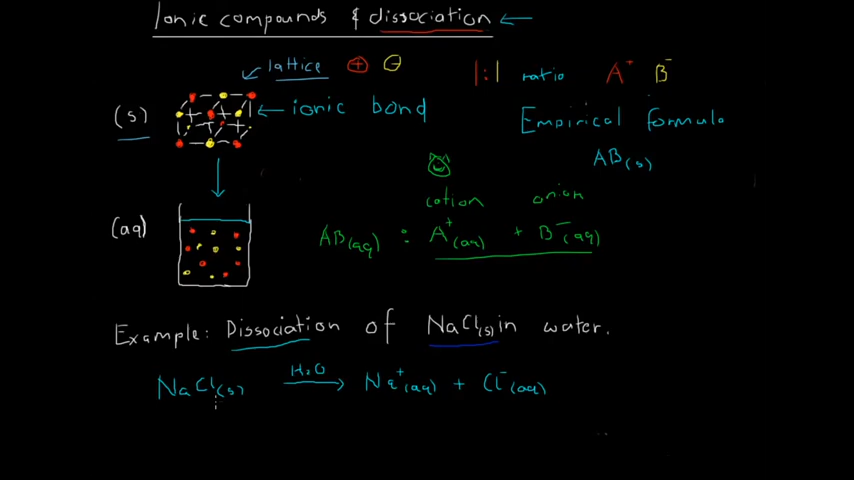 Ionic compounds & dissociation ←
lattice ⊕ ⊖ 1:1 ratio A⁺ B⁻
(s) ← ionic bond Empirical formula
AB(s)
cation anion
(aq) AB(aq) : A⁺(aq) + B⁻(aq)
Example: Dissociation of NaCl(s) in water.
NaCl(s) H₂O → Na⁺(aq) + Cl⁻(aq)